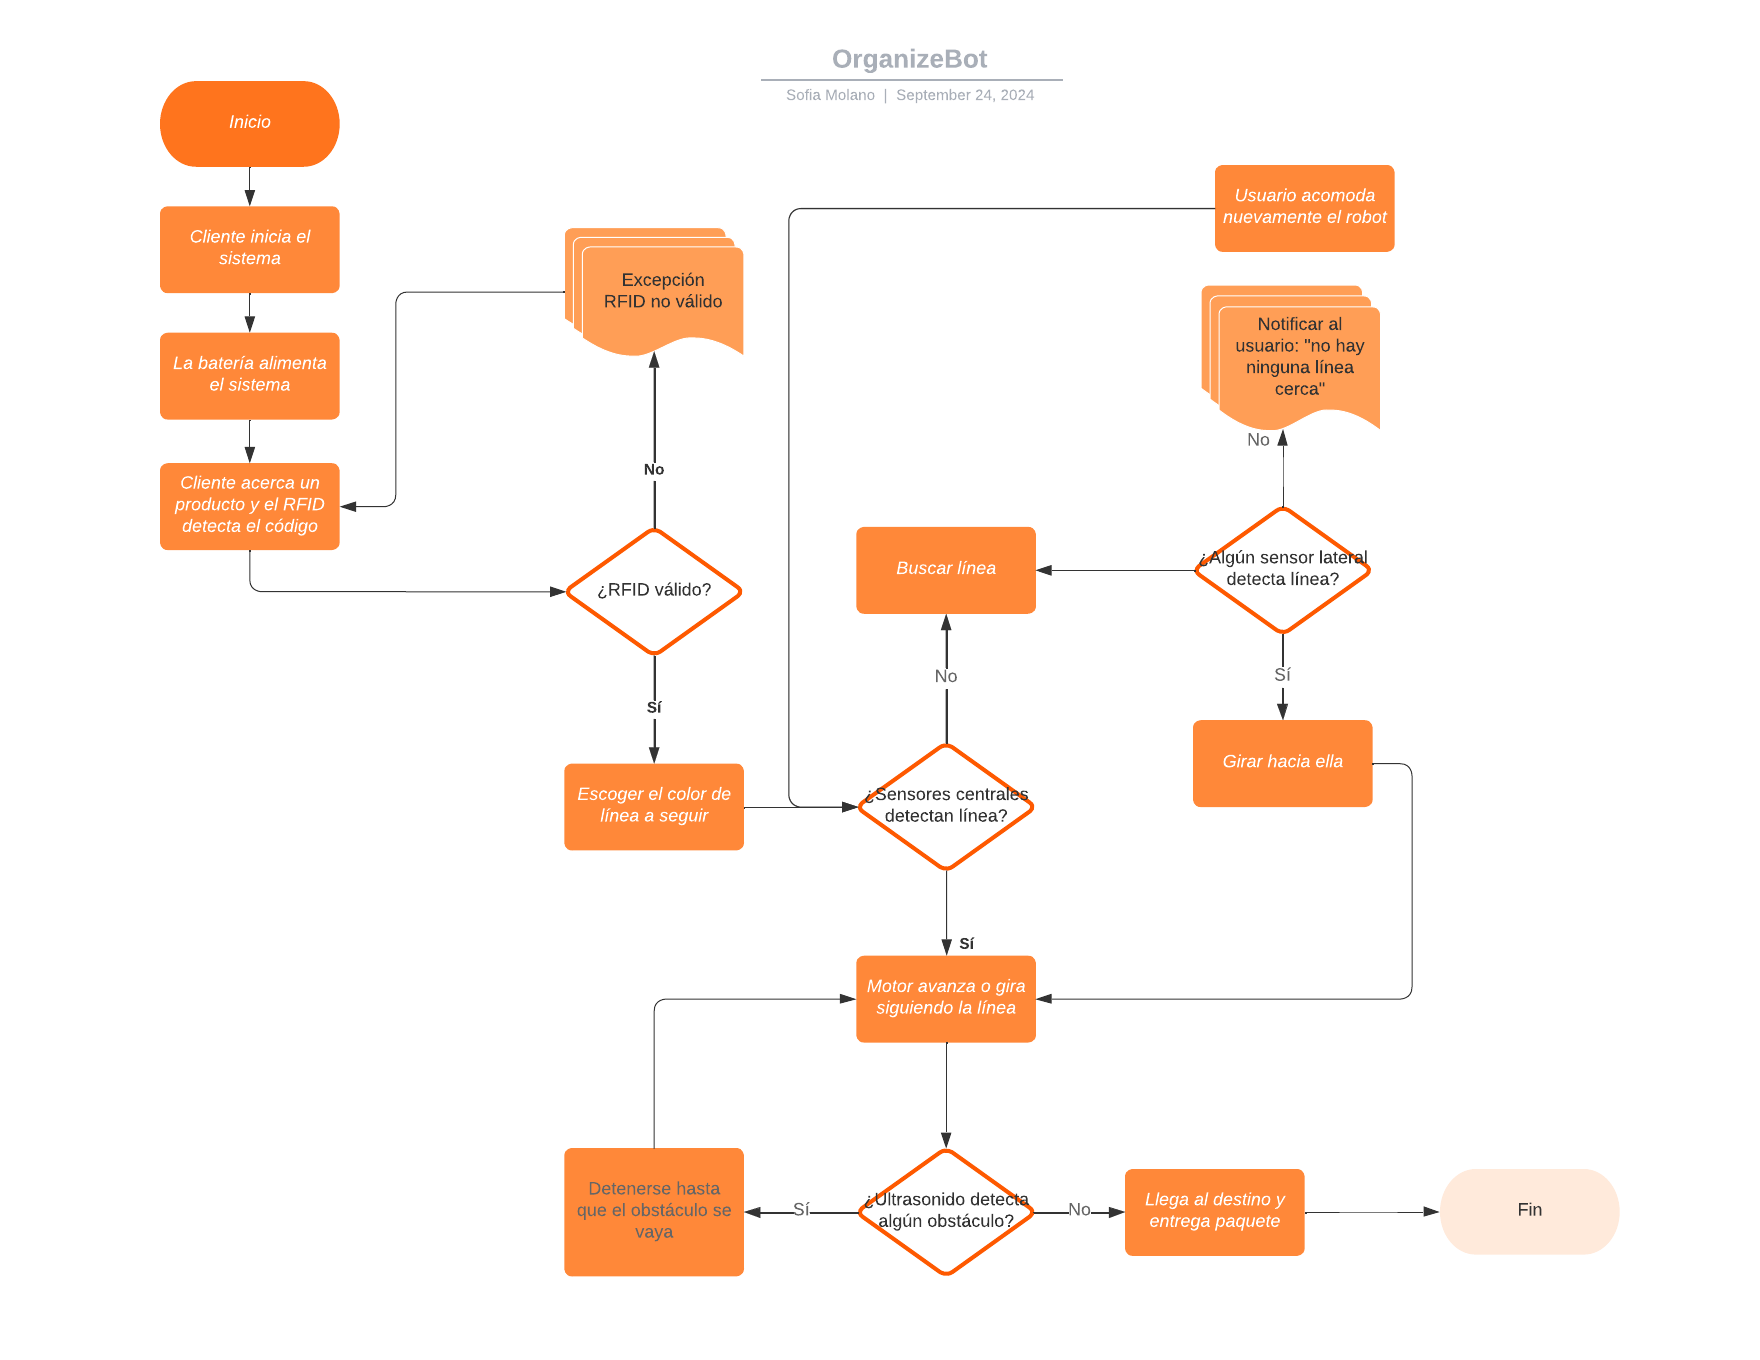 OrganizeBot
Sofia Molano | September 24, 2024
Inicio
Cliente inicia el
sistema
La batería alimenta
el sistema
Cliente acerca un
producto y el RFID
detecta el código
Excepción
RFID no válido
No
¿RFID válido?
Sí
Escoger el color de
línea a seguir
Usuario acomoda
nuevamente el robot
Notificar al
usuario: "no hay
ninguna línea
cerca"
No
¿Algún sensor lateral
detecta línea?
Sí
Girar hacia ella
Buscar línea
No
¿Sensores centrales
detectan línea?
Sí
Motor avanza o gira
siguiendo la línea
¿Ultrasonido detecta
algún obstáculo?
Sí
Detenerse hasta
que el obstáculo se
vaya
No
Llega al destino y
entrega paquete
Fin